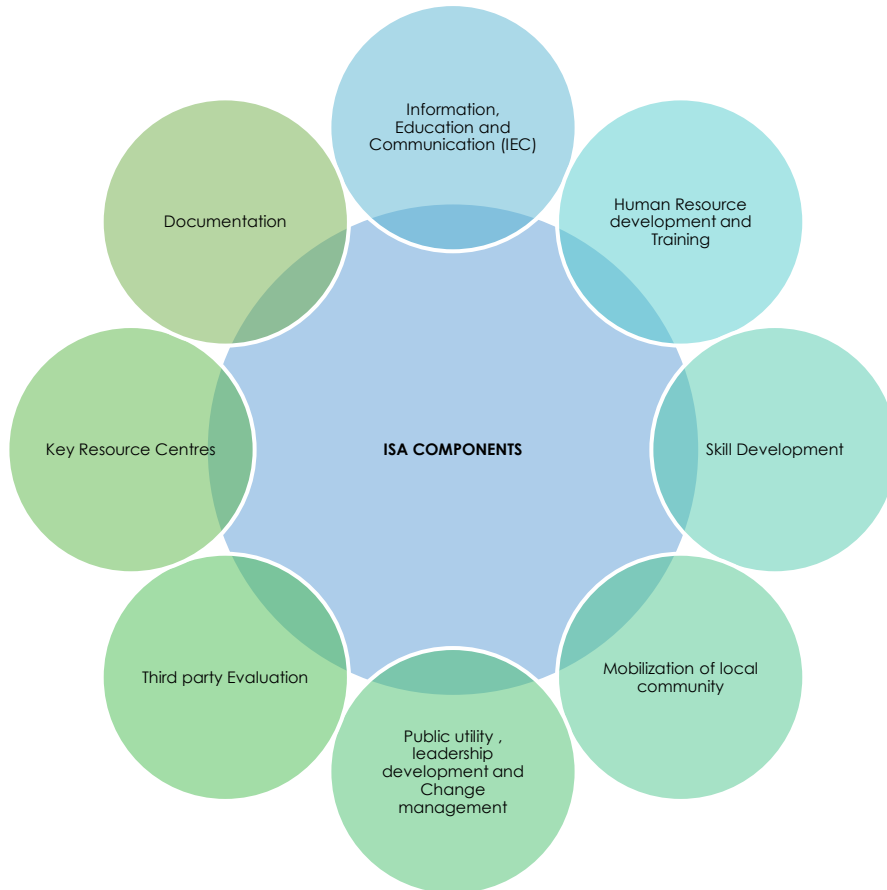 Information,
Education and
Communication (IEC)
Human Resource
development and
Training
Skill Development
Mobilization of local
community
Public utility ,
leadership
development and
Change
management
Third party Evaluation
Key Resource Centres
Documentation
ISA COMPONENTS